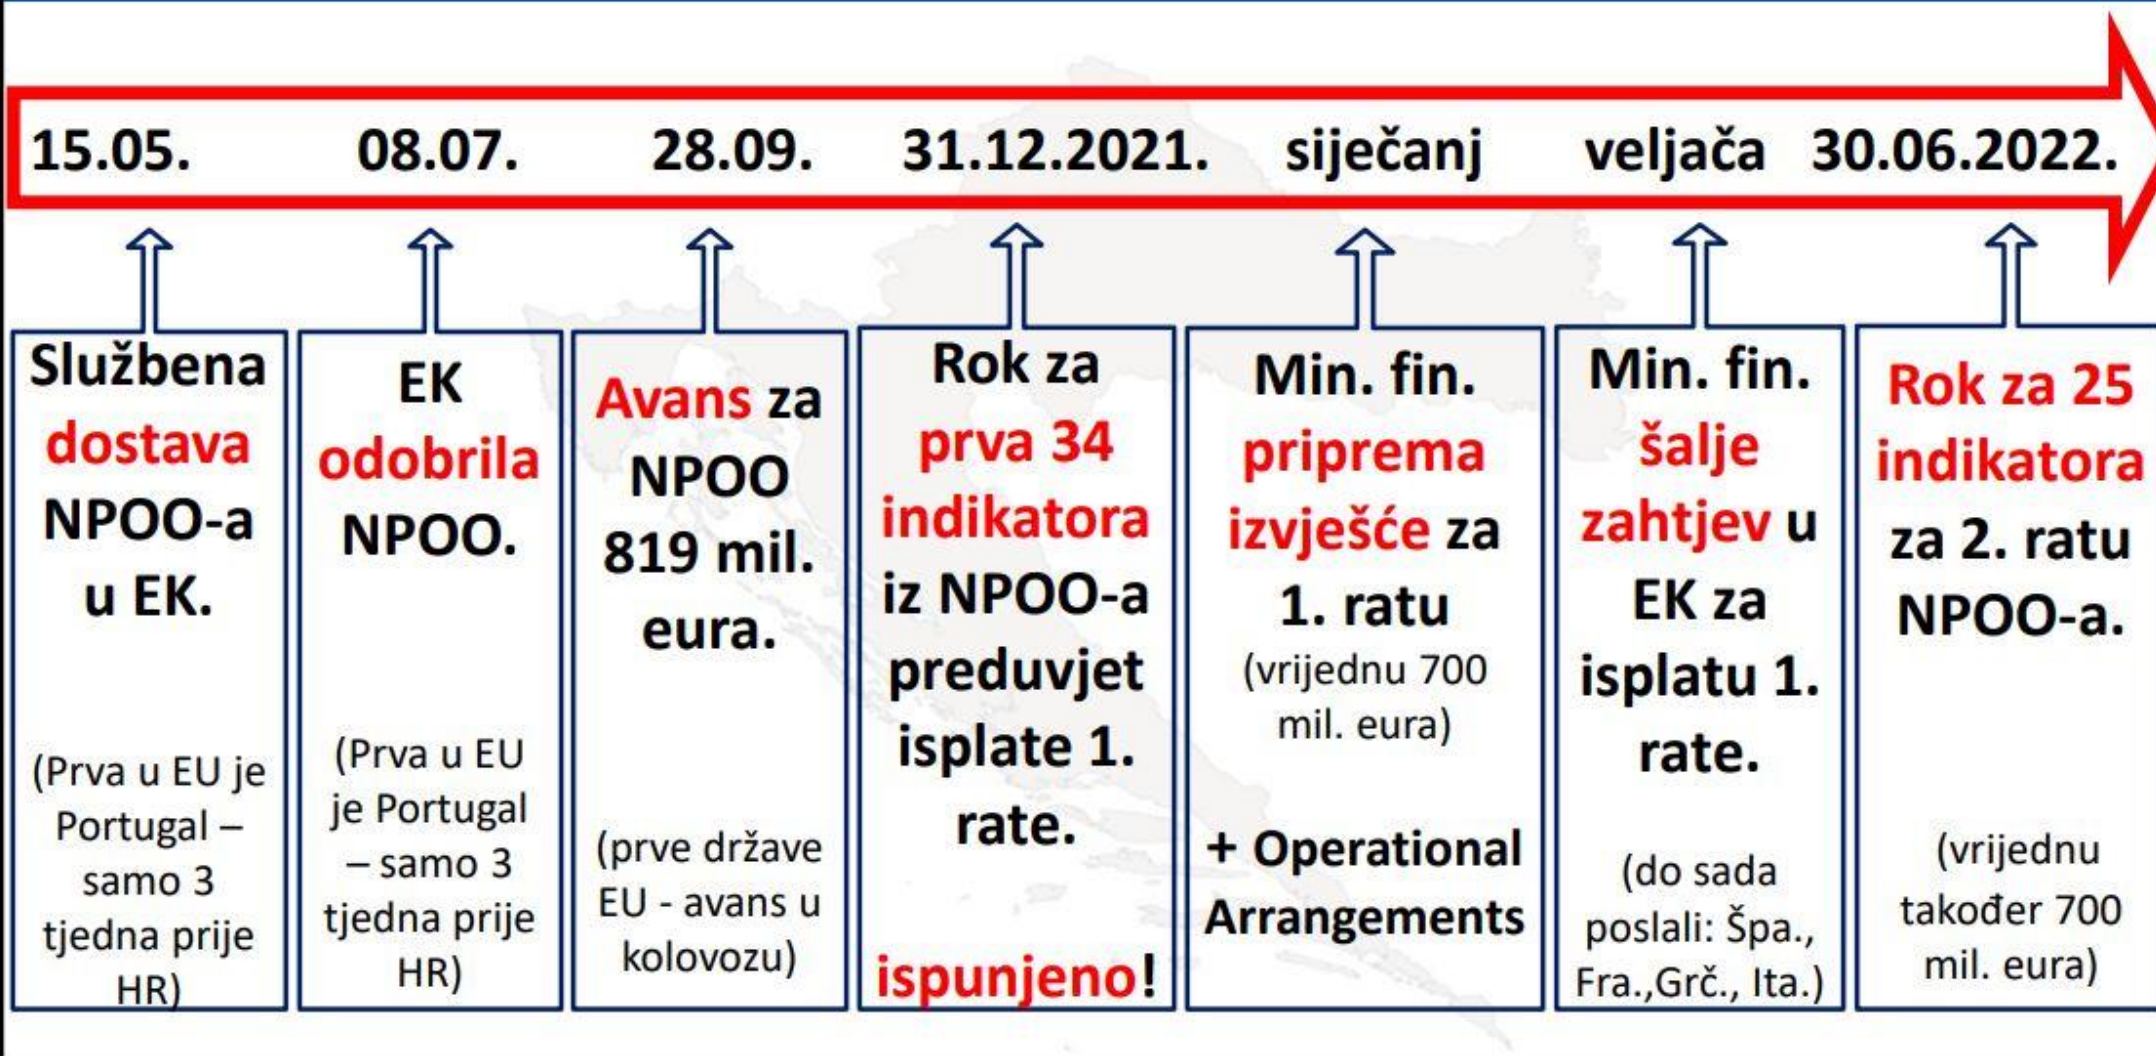 15.05. 08.07. 28.09. 31.12.2021. siječanj veljača 30.06.2022.
Službena
dostava
NPOO-a
u EK.
(Prva u EU je
Portugal –
samo 3
tjedna prije
HR)
EK
odobrila
NPOO.
(Prva u EU
je Portugal
– samo 3
tjedna prije
HR)
Avans za
NPOO
819 mil.
eura.
(prve države
EU - avans u
kolovozu)
Rok za
prva 34
indikatora
iz NPOO-a
preduvjet
isplate 1.
rate.
ispunjeno!
Min. fin.
priprema
izvješće za
1. ratu
(vrijednu 700
mil. eura)
+ Operational
Arrangements
Min. fin.
šalje
zahtjev u
EK za
isplatu 1.
rate.
(do sada
poslali: Špa.,
Fra.,Grč., Ita.)
Rok za 25
indikatora
za 2. ratu
NPOO-a.
(vrijednu
također 700
mil. eura)